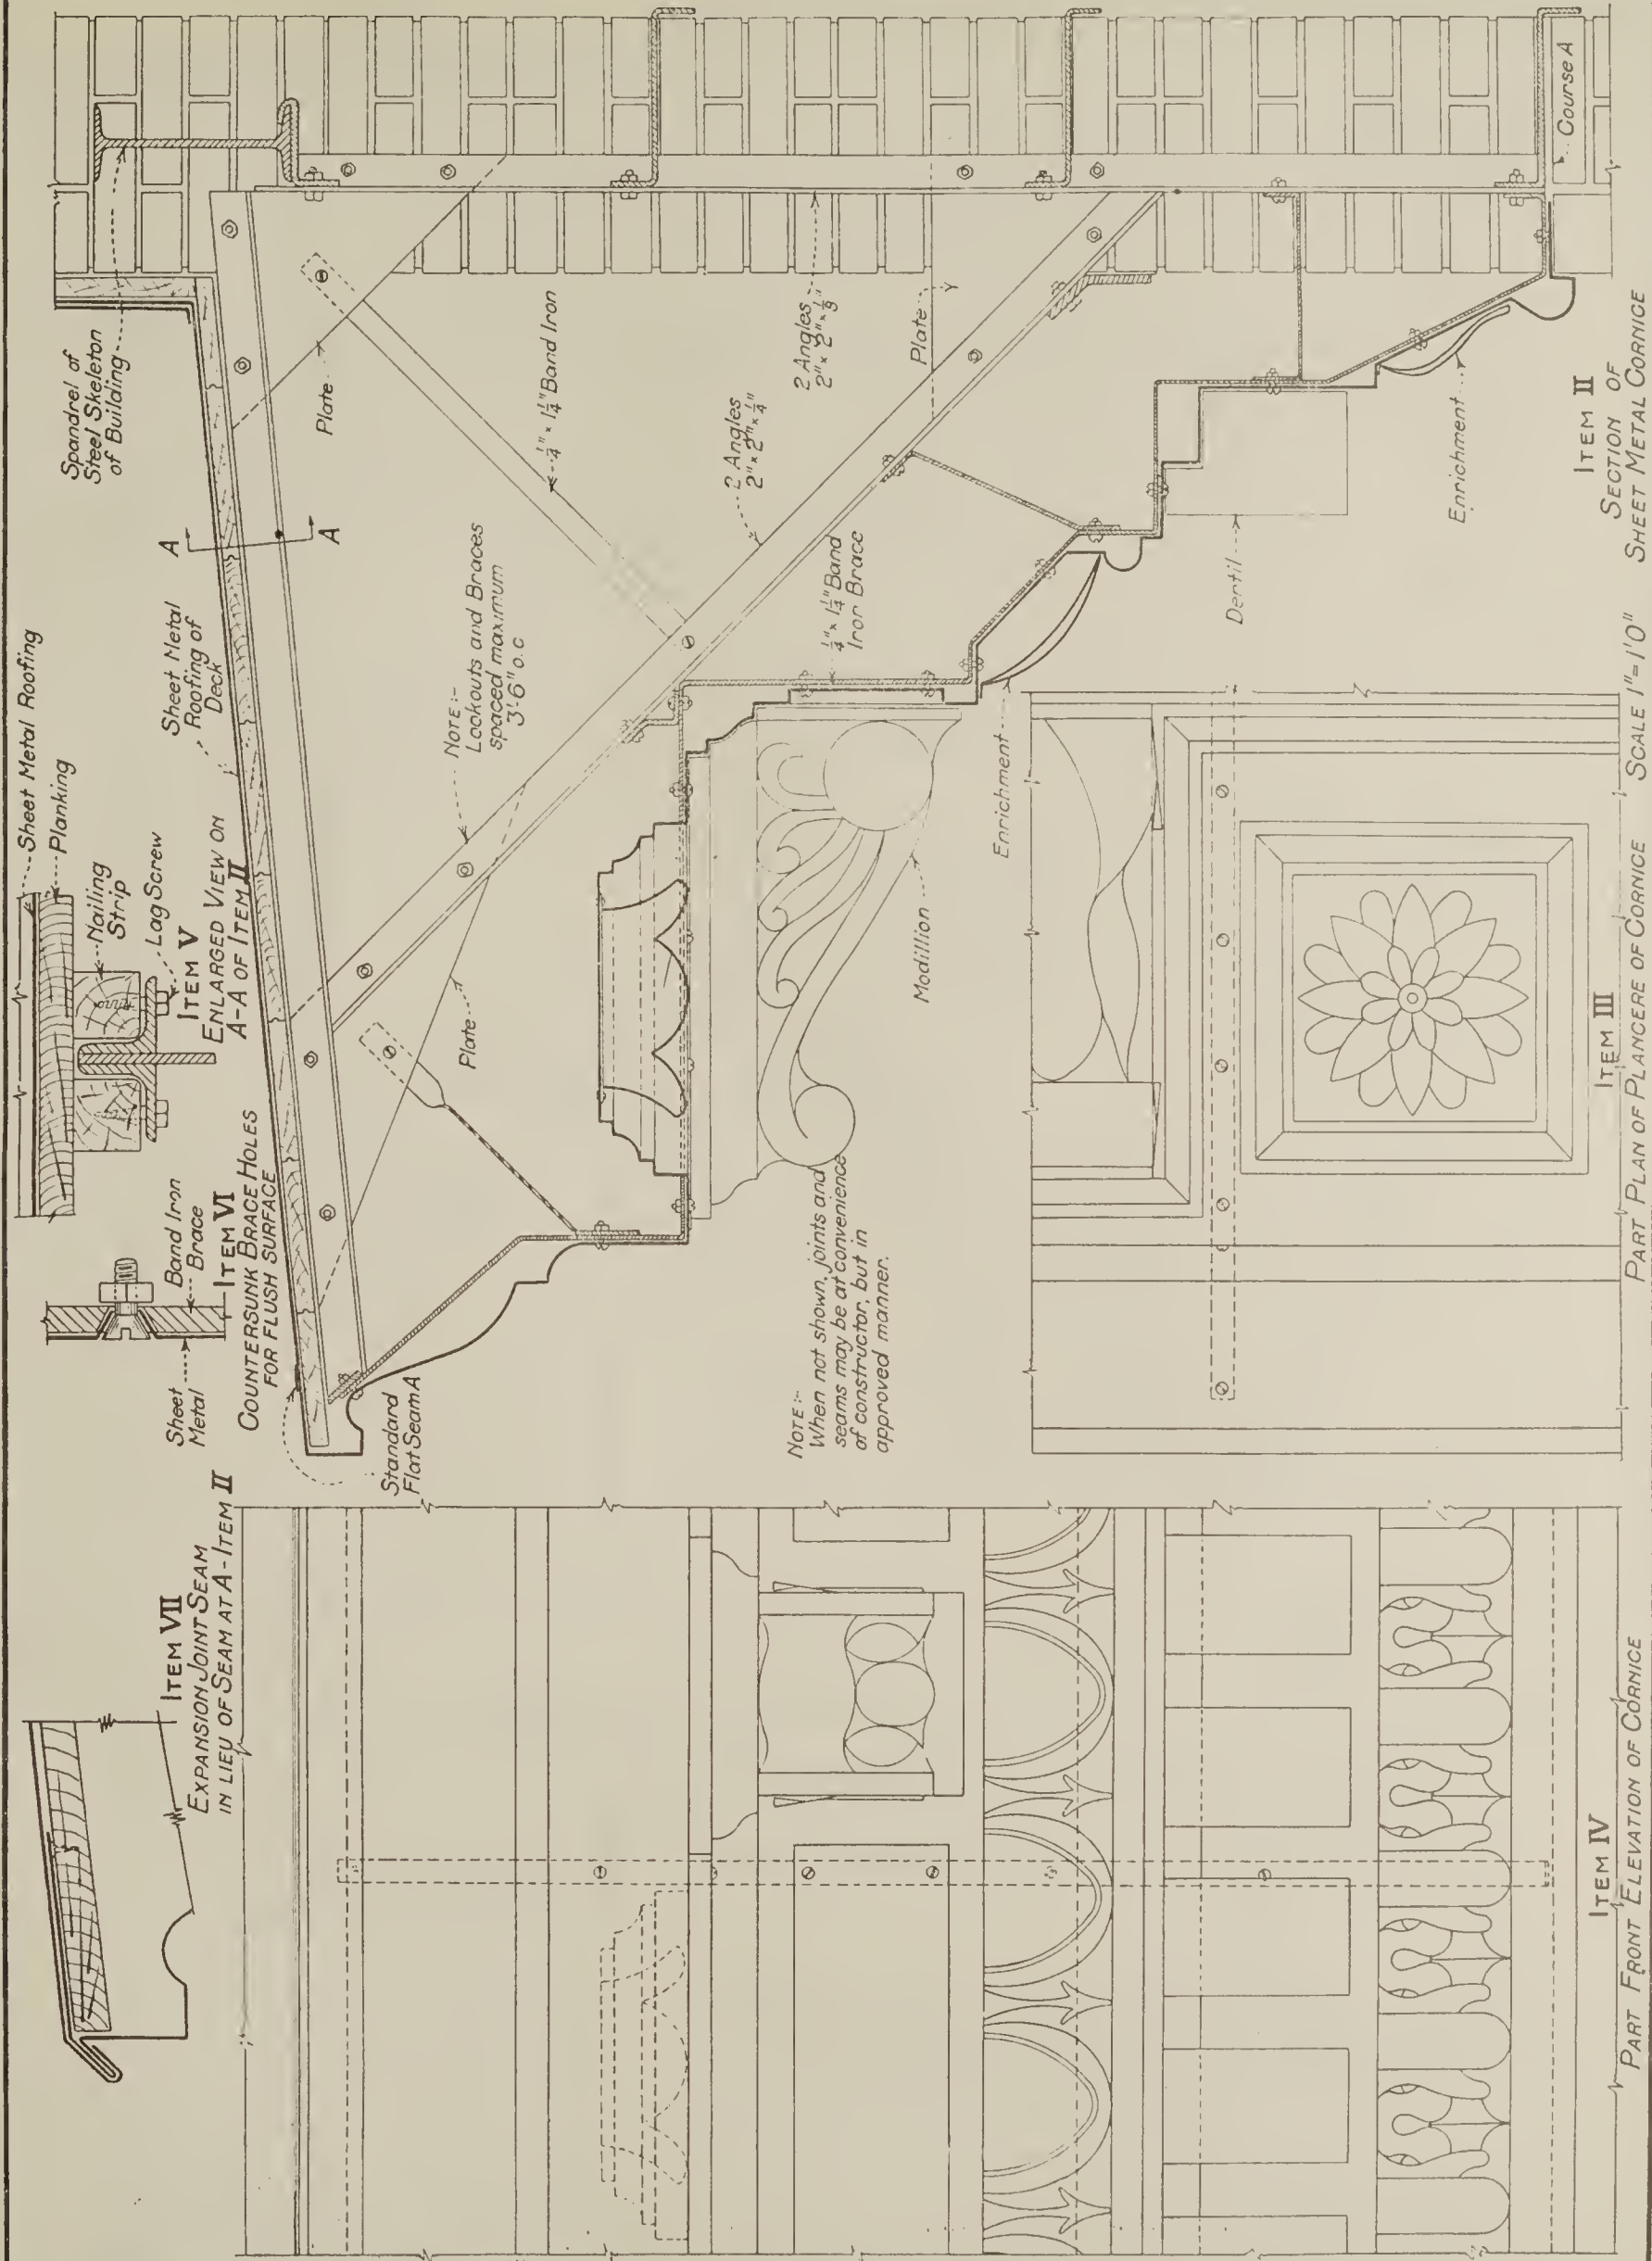 Sheet Metal Roofing
Planking
Nailing
Strip
Lag Screw
ITEM V
ENLARGED VIEW ON
A-A OF ITEM II
Sheet
Metal
Band Iron
Brace
ITEM VI
COUNTERSUNK BRACE HOLES
FOR FLUSH SURFACE
ITEM VII
EXPANSION JOINT SEAM
IN LIEU OF SEAM AT A-ITEM II
Spandrel of
Steel Skeleton
of Building
Sheet Metal
Roofing of
Deck
A
A
Plate
1/4" x 1 1/4" Band Iron
NOTE:-
Lookouts and Braces
spaced maximum
3'-6" o.c
2 Angles
2" x 2" x 1/4"
2 Angles
2" x 2" x 1/8"
Plate
Plate
1/4" x 1 1/4" Band
Iron Brace
Standard
Flat Seam A
Modillion
Enrichment
Dentil
Enrichment
Course A
NOTE:-
When not shown, joints and
seams may be at convenience
of constructor, but in
approved manner.
ITEM II
SECTION OF
SHEET METAL CORNICE
SCALE 1"=1'0"
ITEM III
PART PLAN OF PLANCERE OF CORNICE
ITEM IV
PART FRONT ELEVATION OF CORNICE